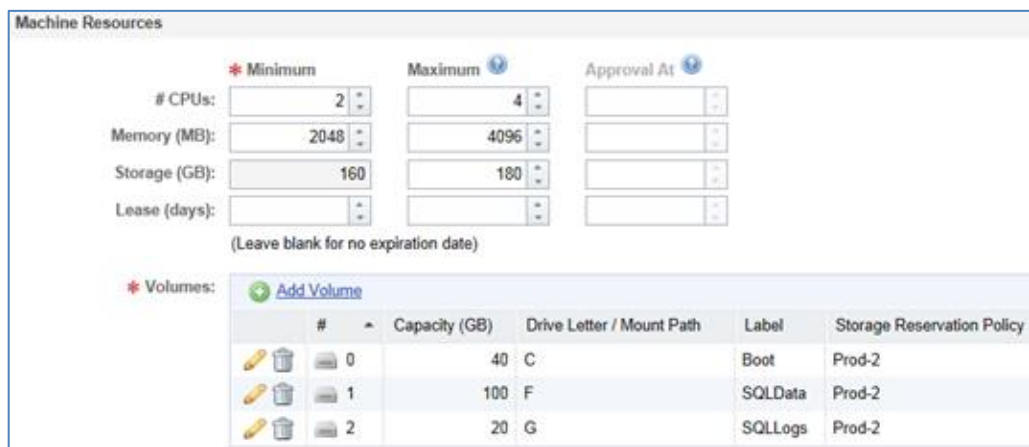 Machine Resources
* Minimum Maximum Approval At
# CPUs: 2 4
Memory (MB): 2048 4096
Storage (GB): 160 180
Lease (days):
(Leave blank for no expiration date)
* Volumes: Add Volume
# Capacity (GB) Drive Letter / Mount Path Label Storage Reservation Policy
0 40 C Boot Prod-2
1 100 F SQLData Prod-2
2 20 G SQLLogs Prod-2